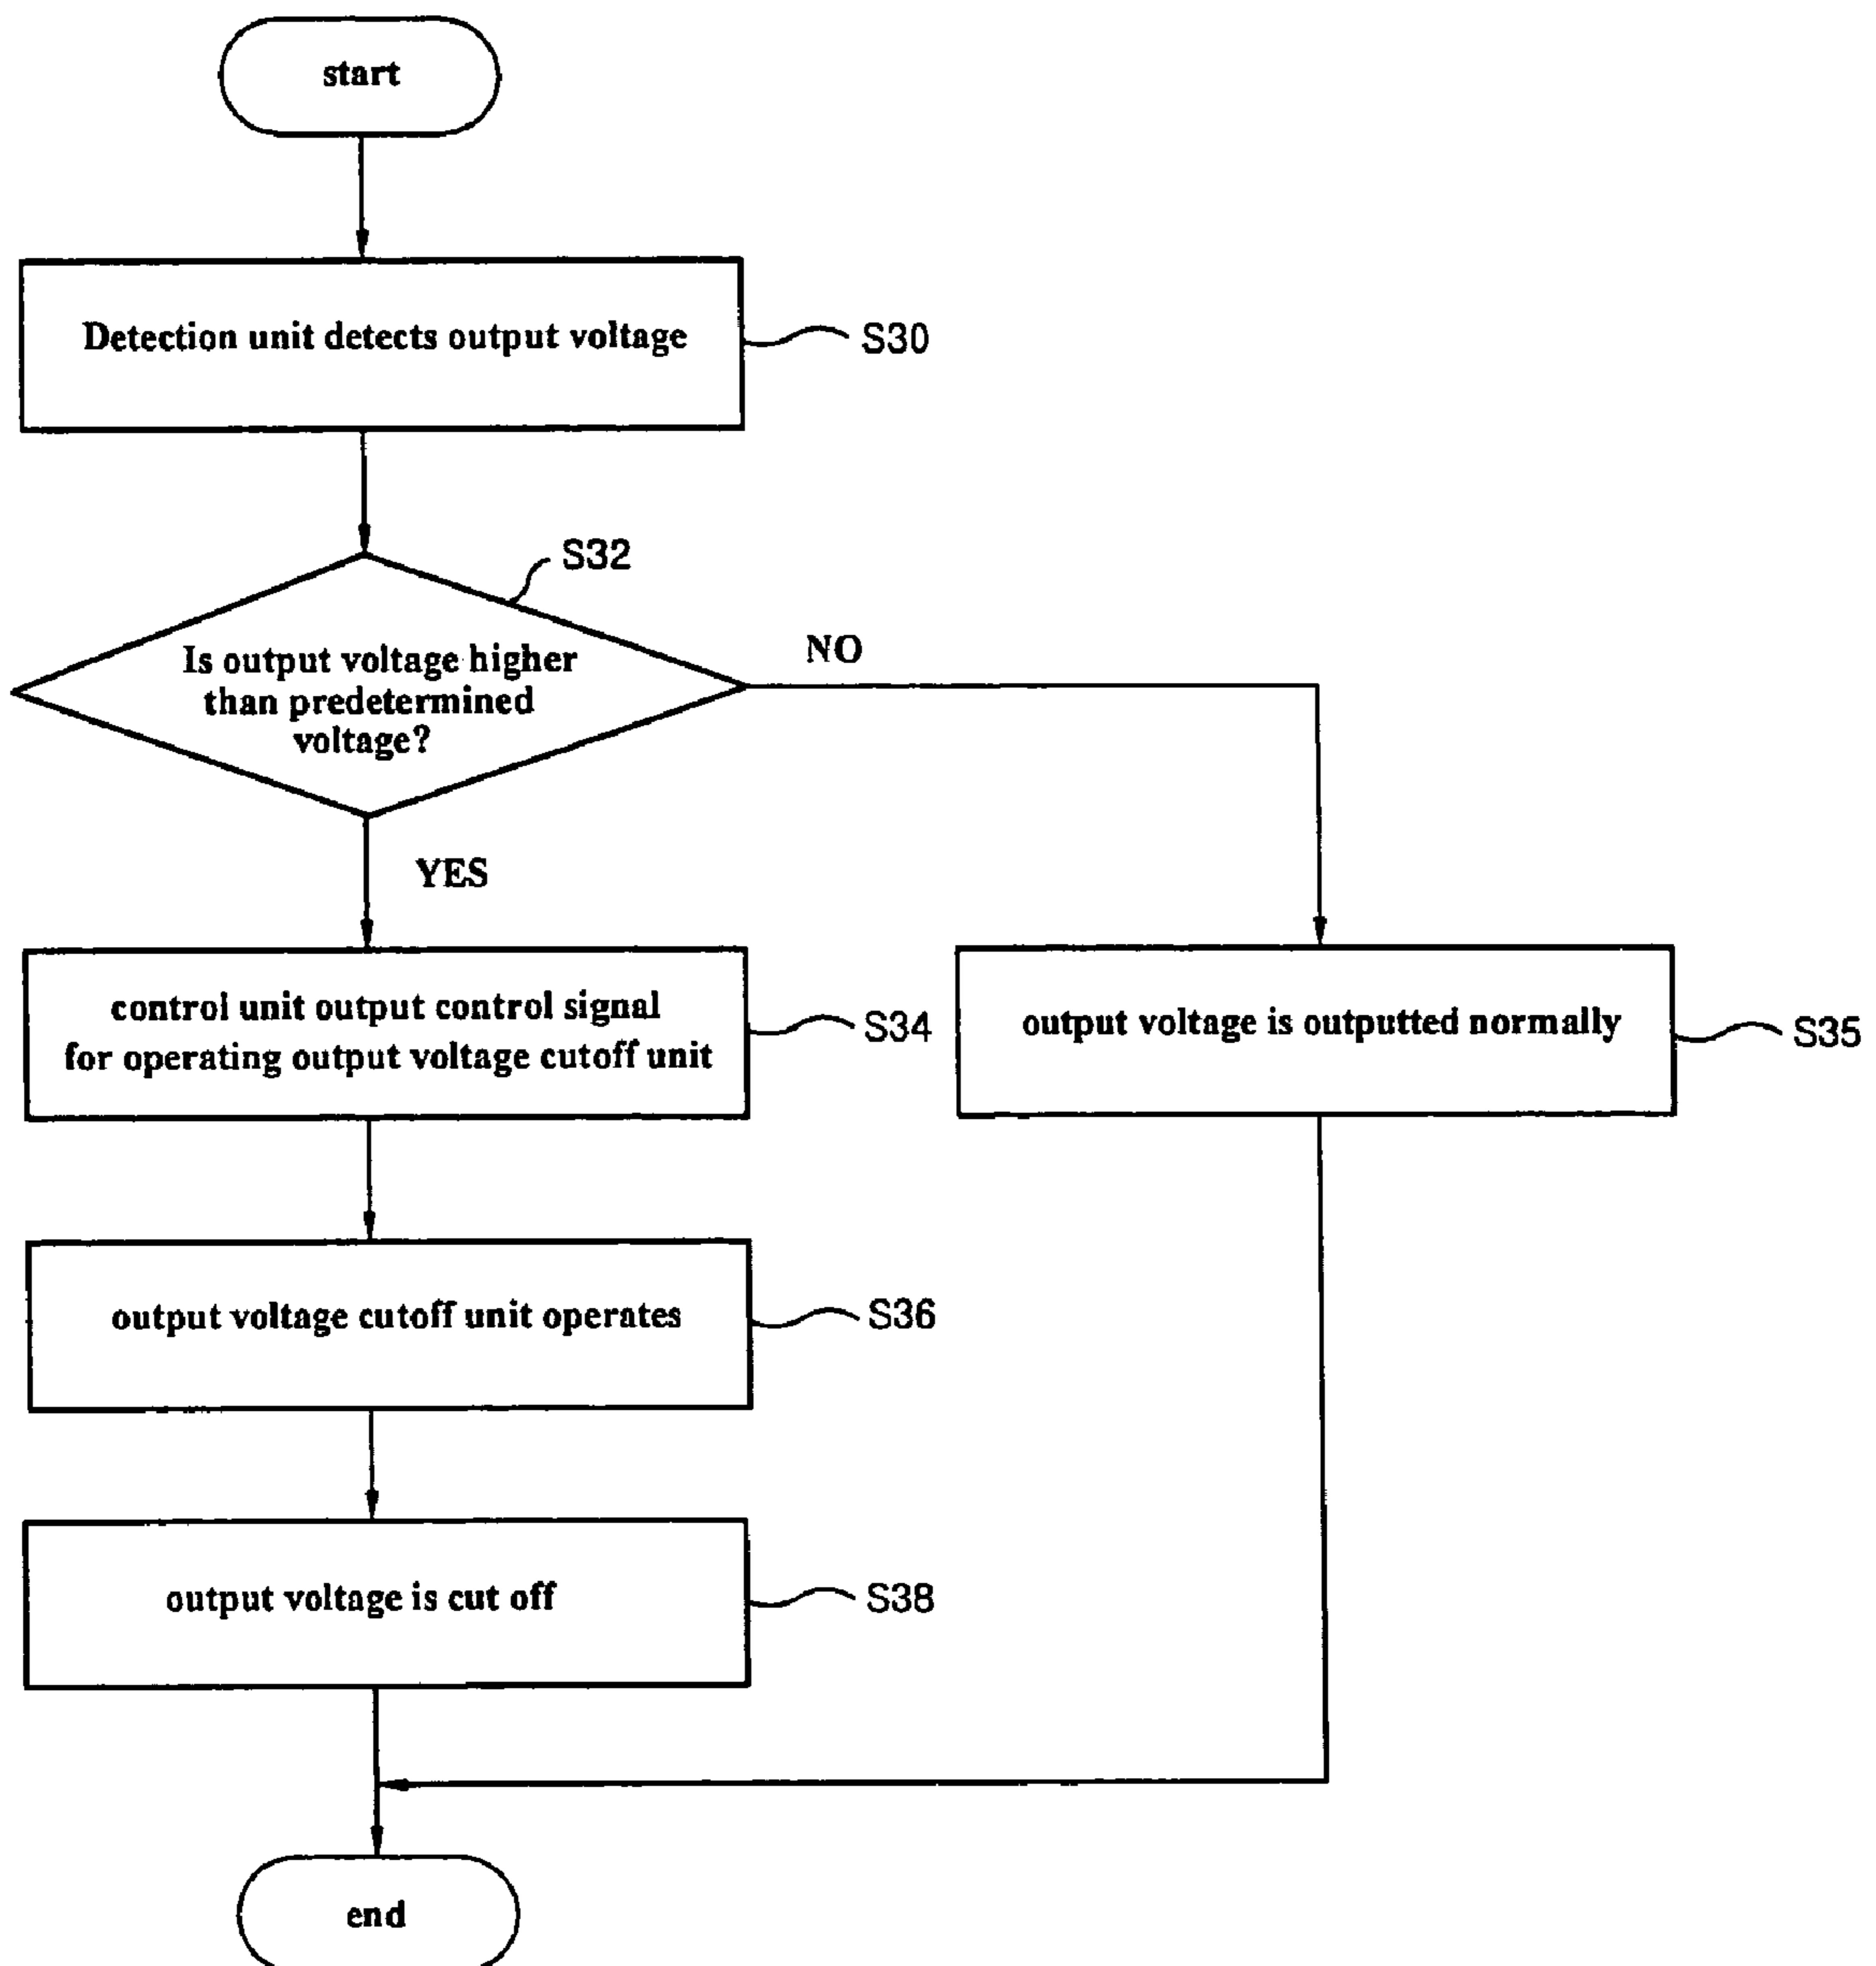 start
Detection unit detects output voltage
S30
S32
Is output voltage higher
than predetermined
voltage?
NO
YES
control unit output control signal
for operating output voltage cutoff unit
S34
output voltage is outputted normally
S35
output voltage cutoff unit operates
S36
output voltage is cut off
S38
end